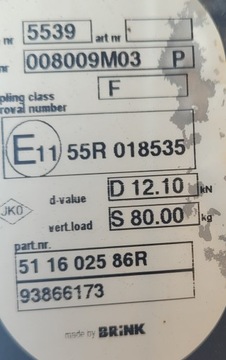 nr 5539 art nr
nr 008009M03 P
pling class F
roval number
E11 55R 018535
JKO
d-value D 12.10 kN
vert.load S 80.00 kg
part.nr.
51 16 025 86R
93866173
made by BRINK